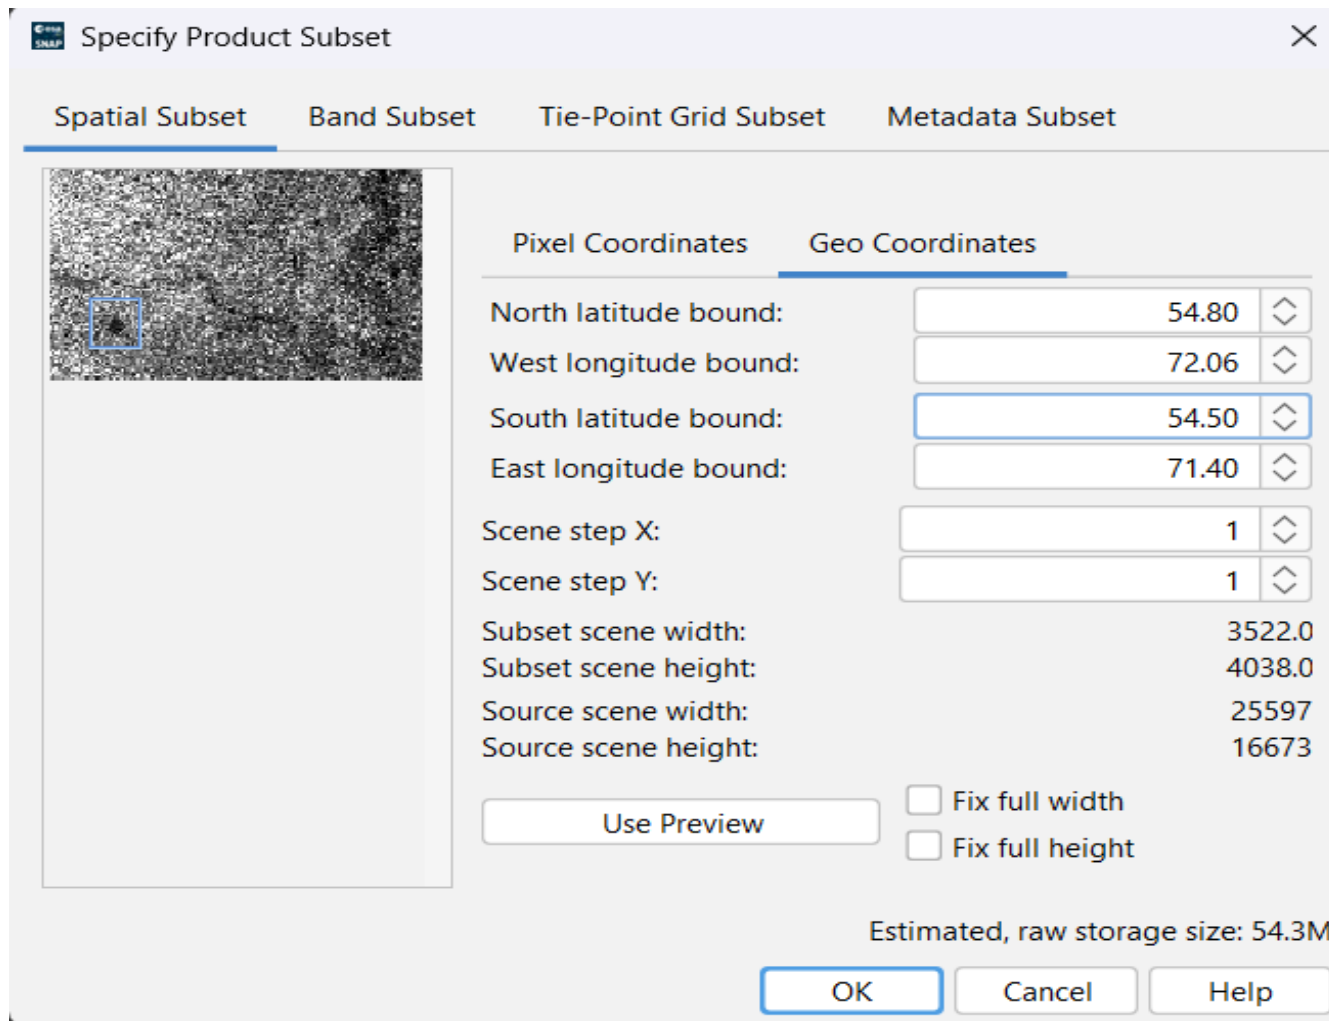 esa
SNAP
Specify Product Subset
Spatial Subset Band Subset Tie-Point Grid Subset Metadata Subset
Pixel Coordinates Geo Coordinates
North latitude bound: 54.80
West longitude bound: 72.06
South latitude bound: 54.50
East longitude bound: 71.40
Scene step X: 1
Scene step Y: 1
Subset scene width: 3522.0
Subset scene height: 4038.0
Source scene width: 25597
Source scene height: 16673
Use Preview
Fix full width
Fix full height
Estimated, raw storage size: 54.3M
OK Cancel Help